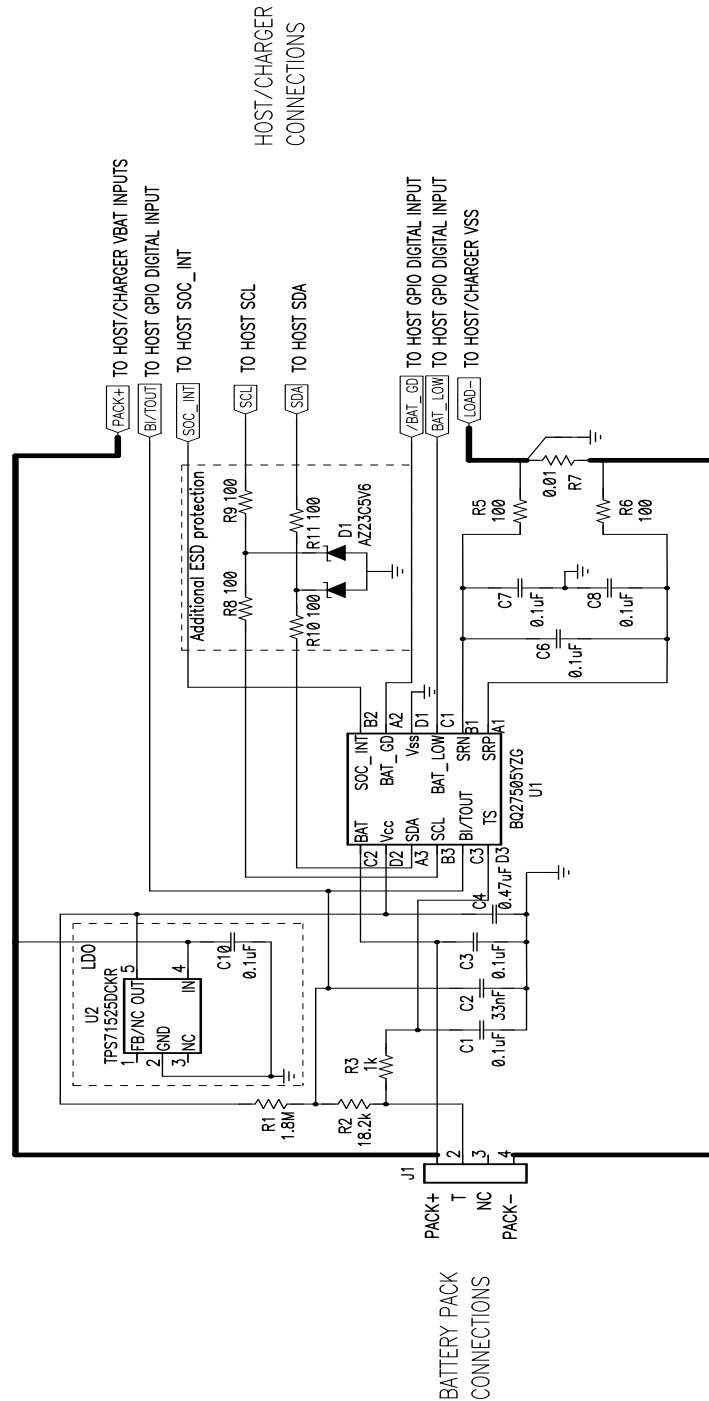 BATTERY PACK
CONNECTIONS
HOST/CHARGER
CONNECTIONS
J1
PACK+
T
NC
PACK-
2
3
4
R1
1.8M
R2
18.2k
R3
1k
U2
TPS71525DCKR
LDO
1
FB/NC
OUT
5
2
GND
3
NC
IN
4
C10
0.1uF
C1
0.1uF
C2
33nF
C3
0.1uF
C4
0.47uF
C2
BAT
D2
Vcc
A3
SDA
B3
SCL
C3
BI/TOUT
D3
TS
SOC_INT
B2
BAT_GD
A2
Vss
D1
BAT_LOW
C1
SRN
B1
SRP
A1
BQ27505YZG
U1
Additional ESD protection
R8 100
R9 100
R10 100
R11 100
D1
AZ23C5V6
C6
0.1uF
C7
0.1uF
C8
0.1uF
R5
100
R6
100
0.01
R7
PACK+ TO HOST/CHARGER VBAT INPUTS
BI/TOUT TO HOST GPIO DIGITAL INPUT
SOC_INT TO HOST SOC_INT
SCL TO HOST SCL
SDA TO HOST SDA
/BAT_GD TO HOST GPIO DIGITAL INPUT
BAT_LOW TO HOST GPIO DIGITAL INPUT
LOAD- TO HOST/CHARGER VSS